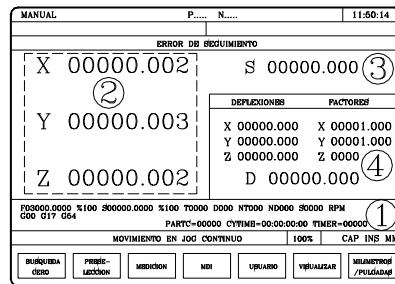 MANUAL P..... N..... 11:50:14
ERROR DE SEGUIMIENTO
X 00000.002
S 00000.000 ③
②
DEFLEXIONES FACTORES
Y 00000.003
X 00000.000 X 00001.000
Y 00000.000 Y 00001.000
Z 00000.000 Z 0000
④
Z 00000.002
D 00000.000
F03000.0000 %100 S00000.0000 %100 T0000 D000 NT000 ND000 S0000 RPM
G00 G17 G54
PARTC=00000 CYTIME=00:00:00:00 TIMER=00000
①
MOVIMIENTO EN JOG CONTINUO 100% CAP INS MM
BUSQUEDA CERO
PRESE-LECCION
MEDICION
MDI
USUARIO
VISUALIZAR
MILIMETROS /PULGADAS